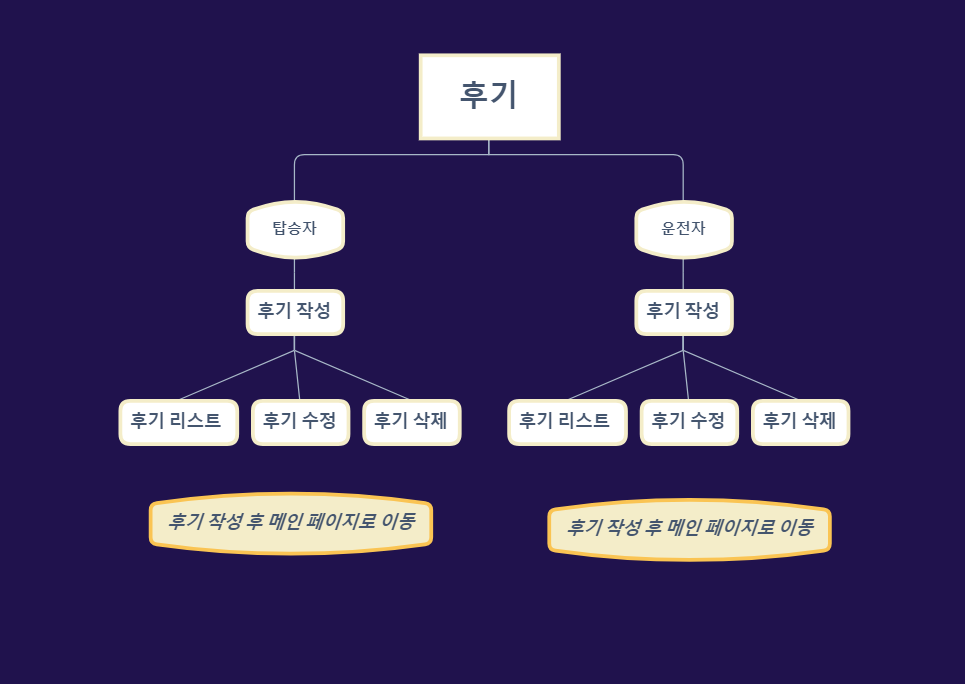 후기
탑승자
운전자
후기 작성
후기 작성
후기 리스트
후기 수정
후기 삭제
후기 리스트
후기 수정
후기 삭제
후기 작성 후 메인 페이지로 이동
후기 작성 후 메인 페이지로 이동